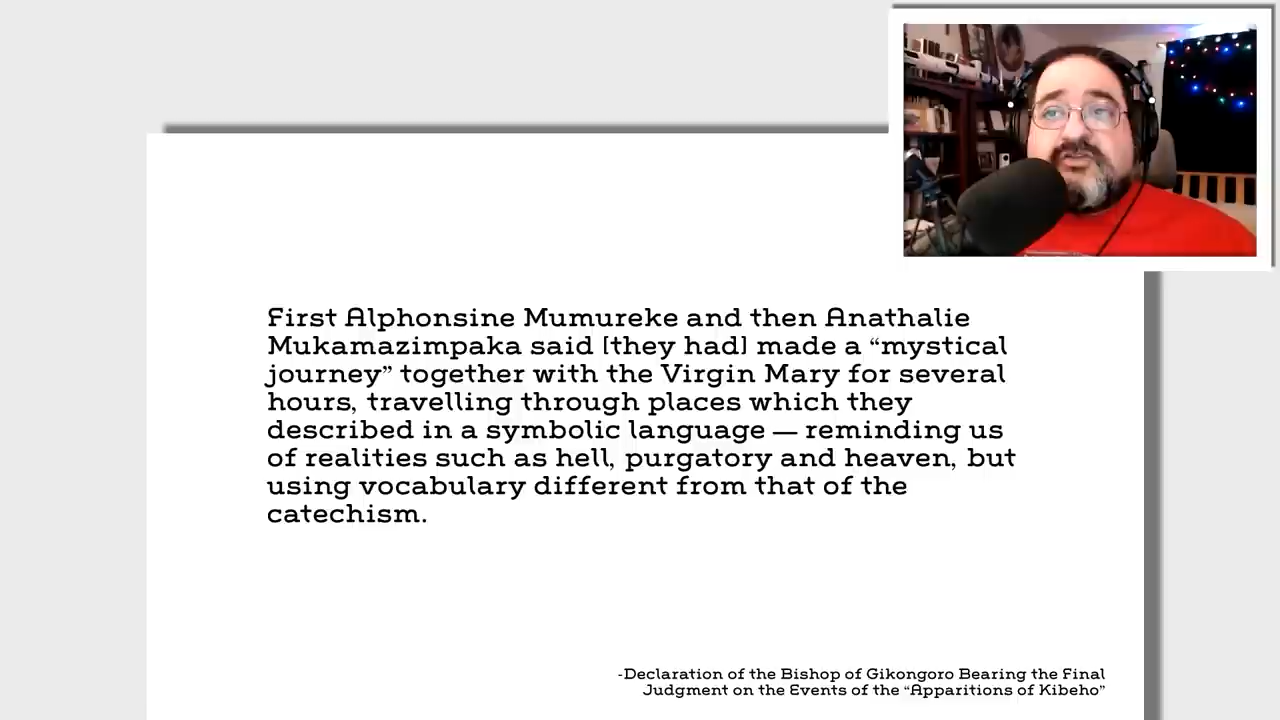 First Alphonsine Mumureke and then Anathalie
Mukamazimpaka said [they had] made a “mystical
journey” together with the Virgin Mary for several
hours, travelling through places which they
described in a symbolic language — reminding us
of realities such as hell, purgatory and heaven, but
using vocabulary different from that of the
catechism.
-Declaration of the Bishop of Gikongoro Bearing the Final
Judgment on the Events of the “Apparitions of Kibeho”